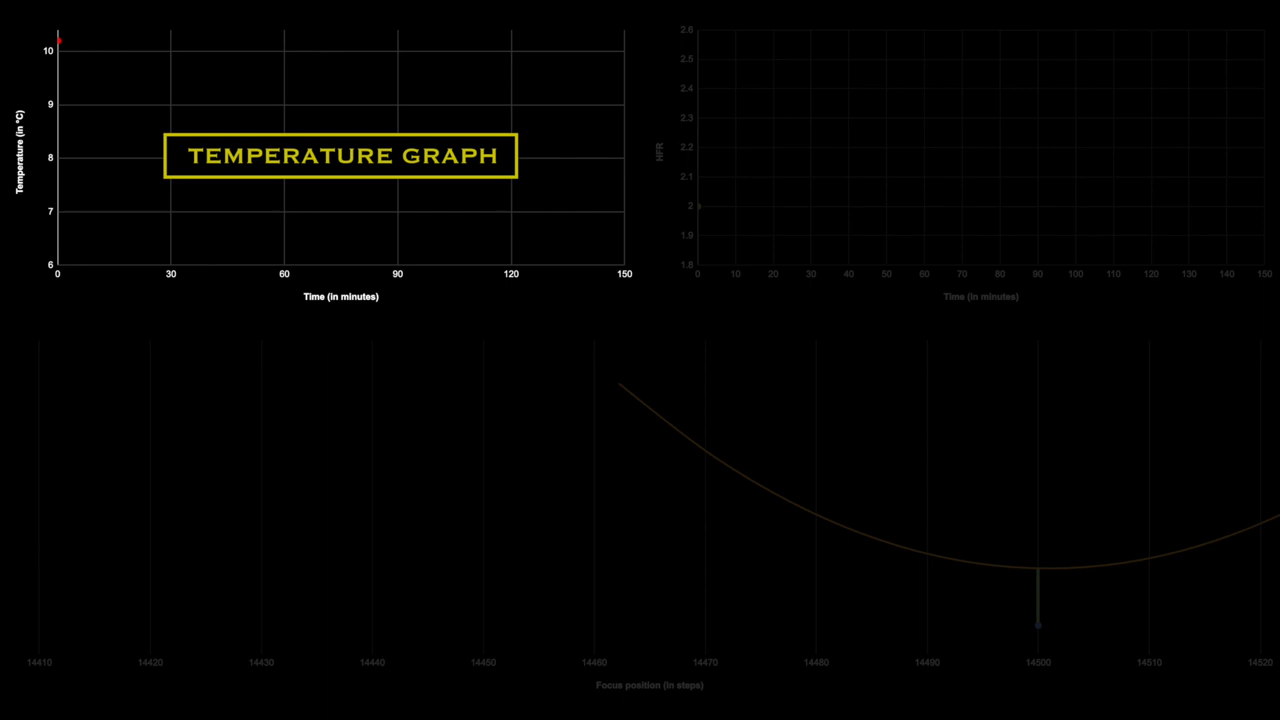 10
9
8
7
6
Temperature (in °C)
TEMPERATURE GRAPH
0 30 60 90 120 150
Time (in minutes)
2.6
2.5
2.4
2.3
2.2
2.1
2
1.9
1.8
HFR
0 10 20 30 40 50 60 70 80 90 100 110 120 130 140 150
Time (in minutes)
14410 14420 14430 14440 14450 14460 14470 14480 14490 14500 14510 14520
Focus position (in steps)